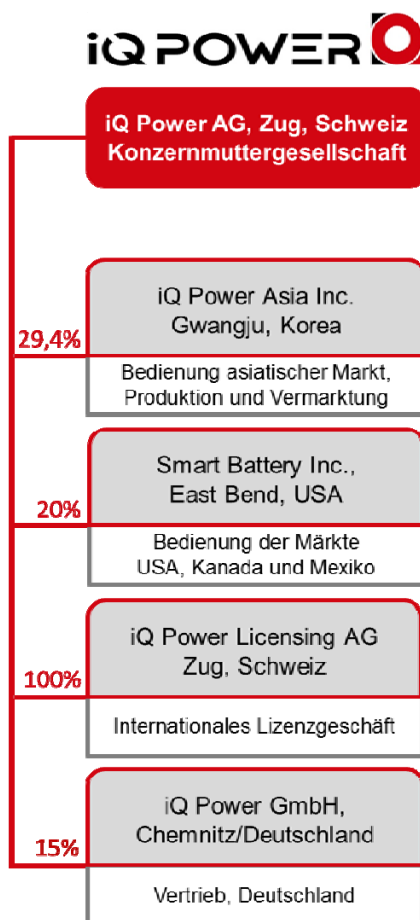 iQ POWER
iQ Power AG, Zug, Schweiz
Konzernmuttergesellschaft
iQ Power Asia Inc.
Gwangju, Korea
29,4%
Bedienung asiatischer Markt,
Produktion und Vermarktung
Smart Battery Inc.,
East Bend, USA
20%
Bedienung der Märkte
USA, Kanada und Mexiko
iQ Power Licensing AG
Zug, Schweiz
100%
Internationales Lizenzgeschäft
iQ Power GmbH,
Chemnitz/Deutschland
15%
Vertrieb, Deutschland